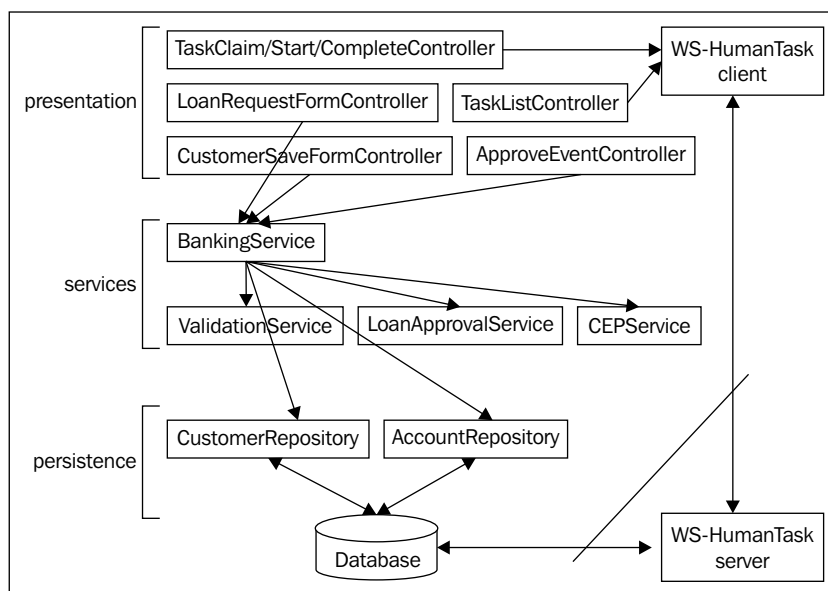 TaskClaim/Start/CompleteController
WS-HumanTask
client
presentation
LoanRequestFormController
TaskListController
CustomerSaveFormController
ApproveEventController
BankingService
services
ValidationService
LoanApprovalService
CEPService
CustomerRepository
AccountRepository
persistence
Database
WS-HumanTask
server